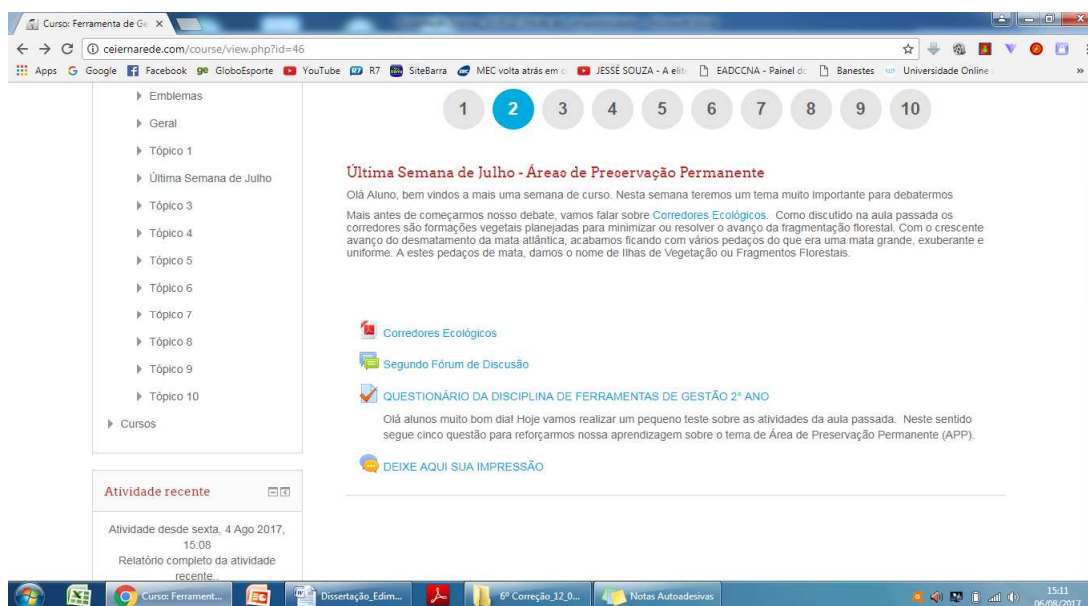 Curso: Ferramenta de Ge
ceiernarede.com/course/view.php?id=46
Apps Google Facebook ge GloboEsporte YouTube R7 SiteBarra MEC volta atrás em JESSÉ SOUZA - A elit EADCCNA - Painel do Banestes Universidade Online
Emblemas
Geral
Tópico 1
Última Semana de Julho
Tópico 3
Tópico 4
Tópico 5
Tópico 6
Tópico 7
Tópico 8
Tópico 9
Tópico 10
Cursos
Atividade recente
Atividade desde sexta, 4 Ago 2017,
15:08
Relatório completo da atividade
recente..
1 2 3 4 5 6 7 8 9 10
Última Semana de Julho - Áreas de Preservação Permanente
Olá Aluno, bem vindos a mais uma semana de curso. Nesta semana teremos um tema muito importante para debatermos
Mais antes de começarmos nosso debate, vamos falar sobre Corredores Ecológicos. Como discutido na aula passada os
corredores são formações vegetais planejadas para minimizar ou resolver o avanço da fragmentação florestal. Com o crescente
avanço do desmatamento da mata atlântica, acabamos ficando com vários pedaços do que era uma mata grande, exuberante e
uniforme. A estes pedaços de mata, damos o nome de Ilhas de Vegetação ou Fragmentos Florestais.
Corredores Ecológicos
Segundo Fórum de Discusão
QUESTIONÁRIO DA DISCIPLINA DE FERRAMENTAS DE GESTÃO 2° ANO
Olá alunos muito bom dia! Hoje vamos realizar um pequeno teste sobre as atividades da aula passada. Neste sentido
segue cinco questão para reforçarmos nossa aprendizagem sobre o tema de Área de Preservação Permanente (APP).
DEIXE AQUI SUA IMPRESSÃO
Curso: Ferrament... Dissertação_Edim... 6º Correção_12_0... Notas Autoadesivas
15:11
06/08/2017